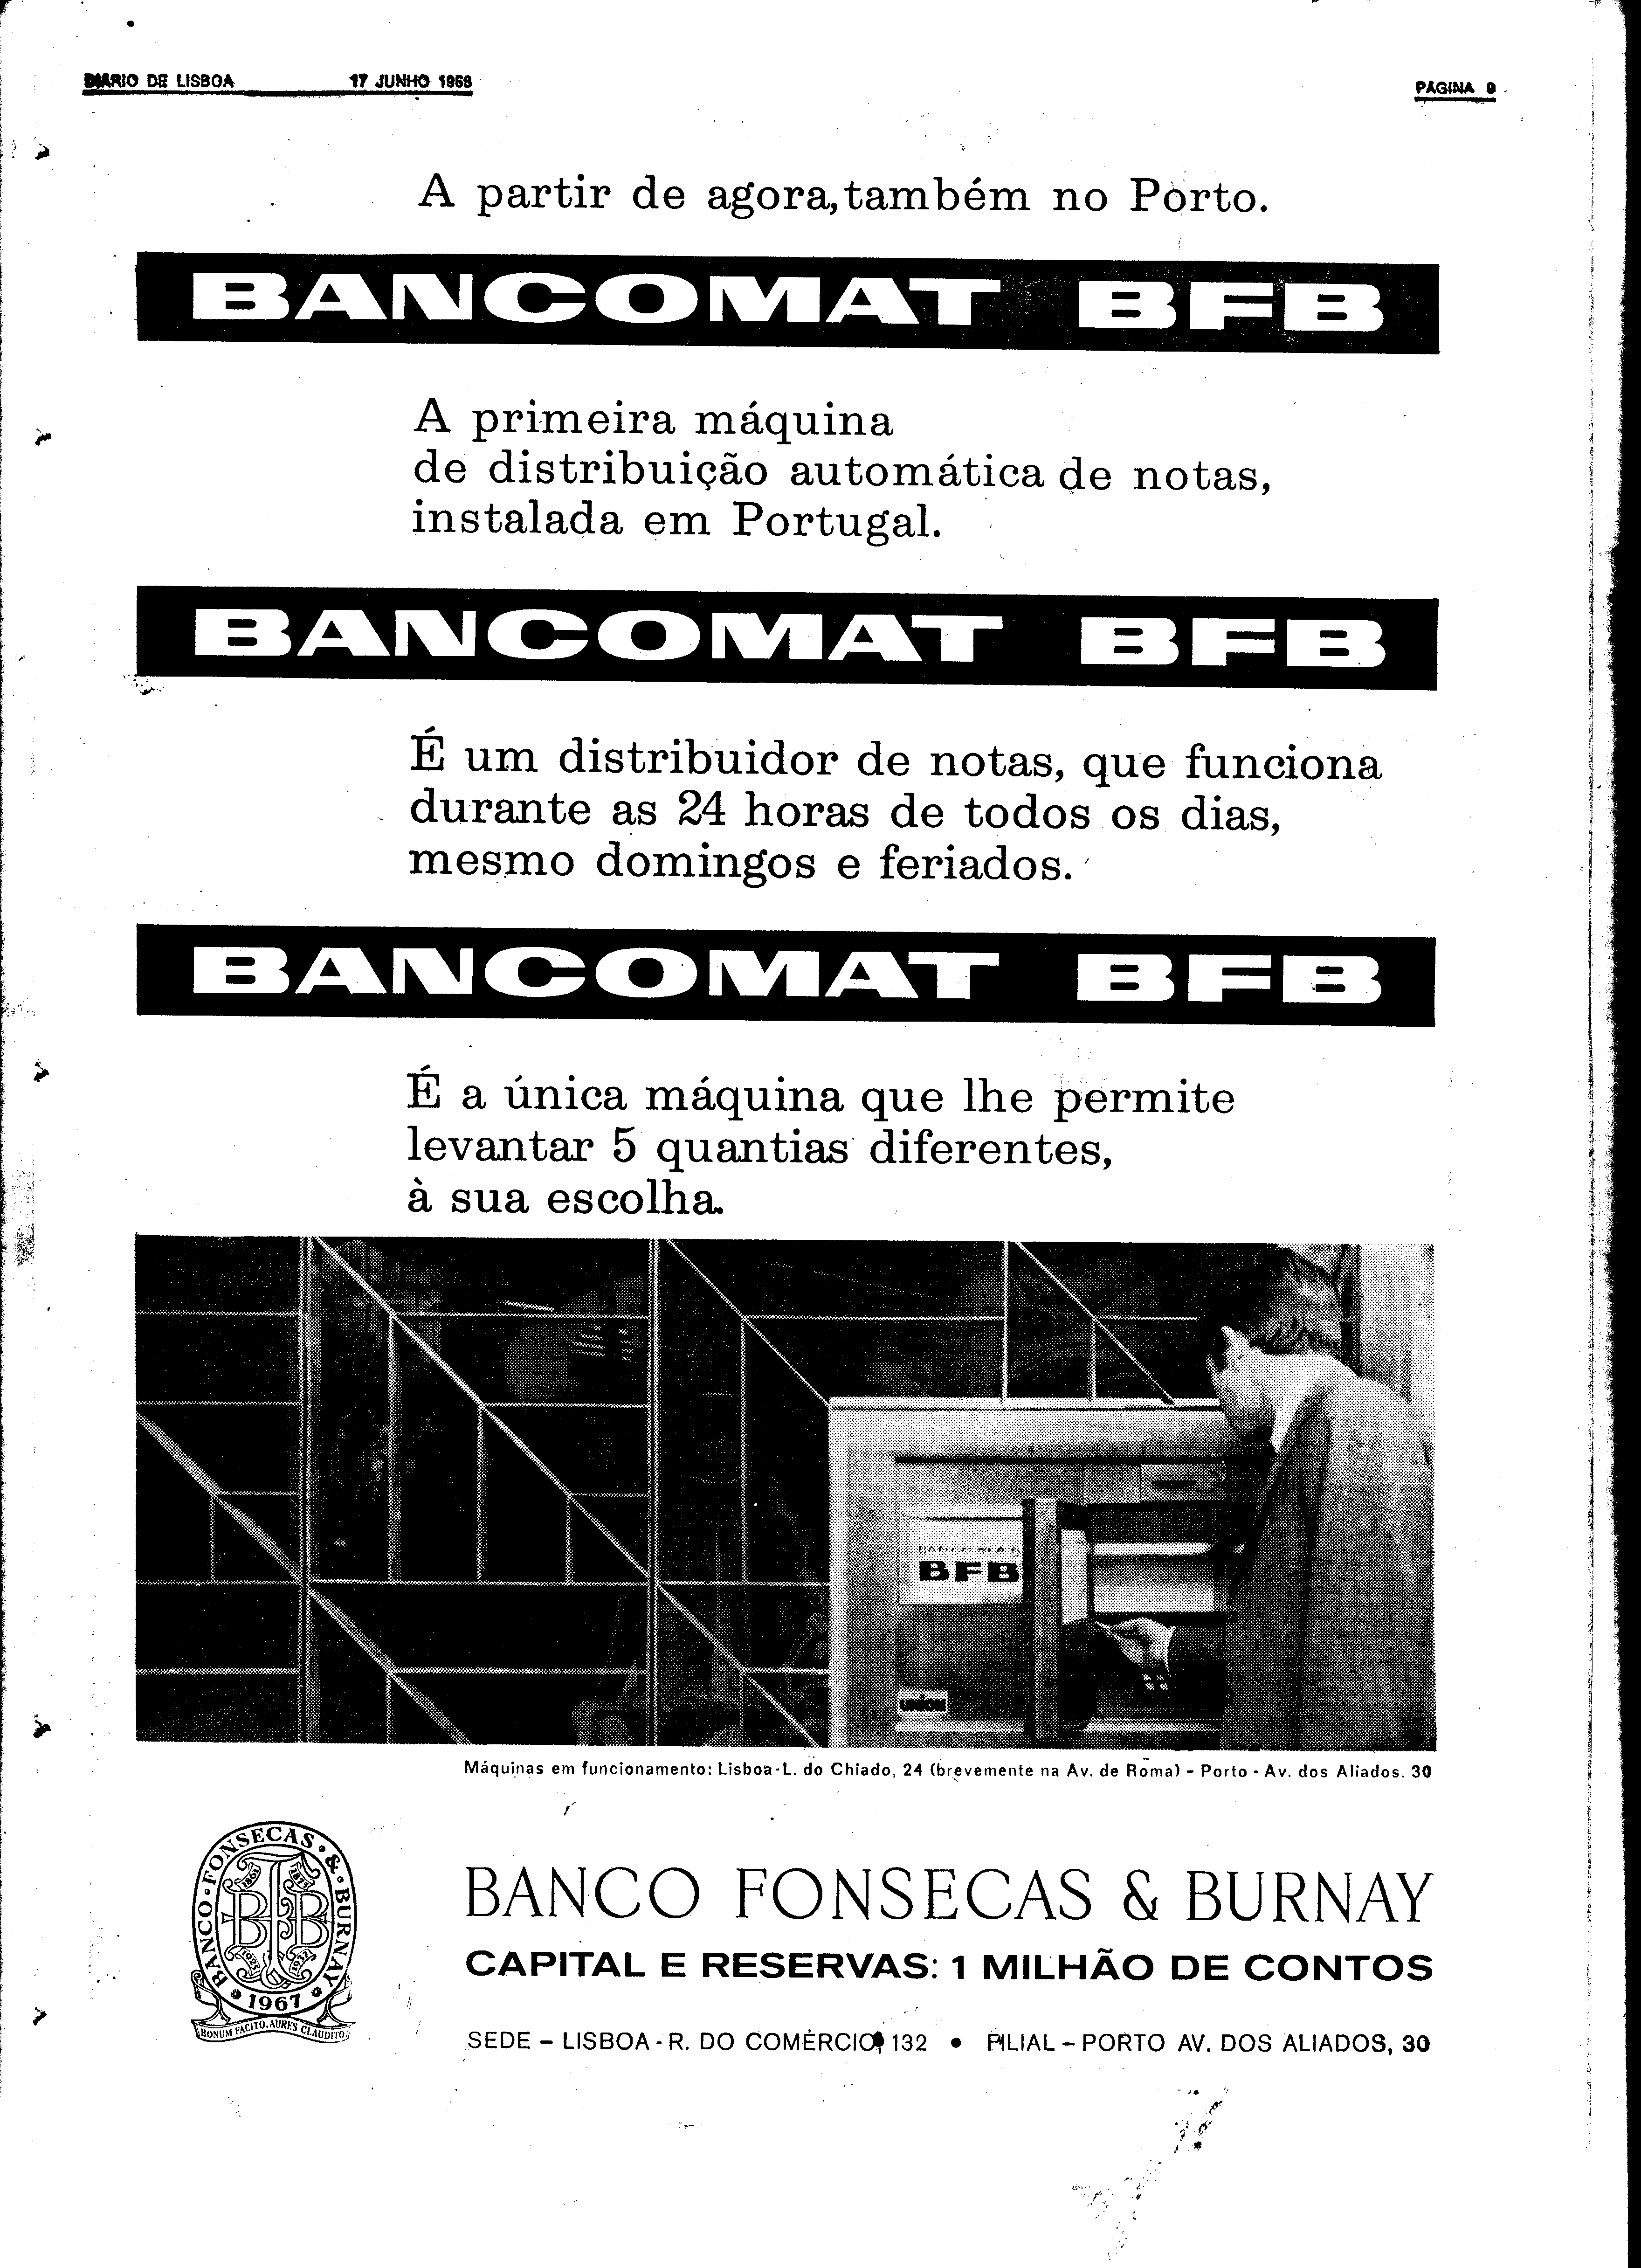 DIÁRIO DE LISBOA 17 JUNHO 1968 PÁGINA 9
A partir de agora, também no Porto.
BANCOMAT BFB
A primeira máquina
de distribuição automática de notas,
instalada em Portugal.
BANCOMAT BFB
É um distribuidor de notas, que funciona
durante as 24 horas de todos os dias,
mesmo domingos e feriados.
BANCOMAT BFB
É a única máquina que lhe permite
levantar 5 quantias diferentes,
à sua escolha.
BANCOMAT
BFB
Máquinas em funcionamento: Lisboa-L. do Chiado, 24 (brevemente na Av. de Roma) - Porto - Av. dos Aliados, 30
BANCO · FONSECAS · & · BURNAY
1967
BONUM FACITO, AURES CLAUDITO
BANCO FONSECAS & BURNAY
CAPITAL E RESERVAS: 1 MILHÃO DE CONTOS
SEDE – LISBOA - R. DO COMÉRCIO, 132 • FILIAL – PORTO AV. DOS ALIADOS, 30